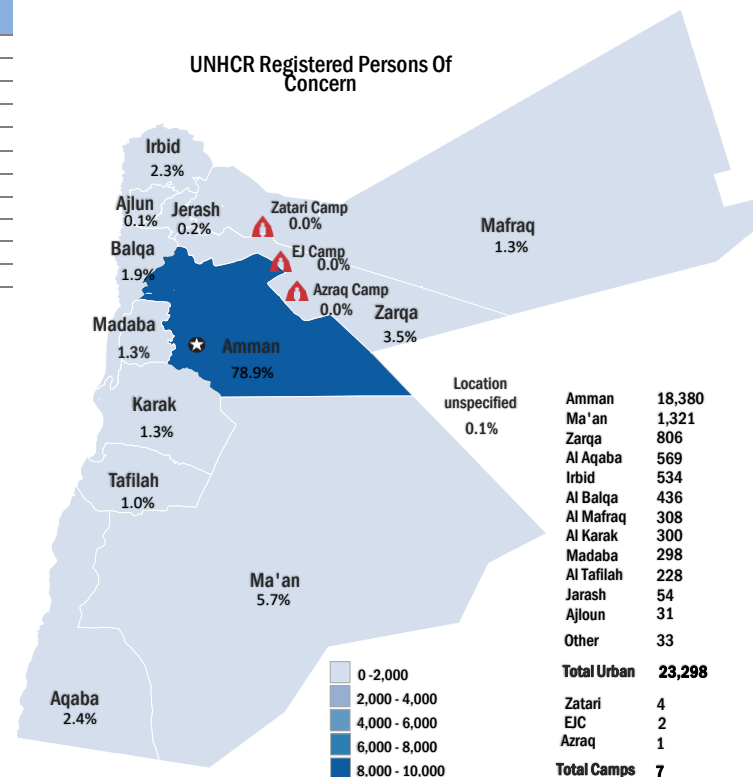 UNHCR Registered Persons Of
Concern
Irbid
2.3%
Ajlun
0.1%
Jerash
0.2%
Zatari Camp
0.0%
Mafraq
1.3%
Balqa
1.9%
EJ Camp
0.0%
Azraq Camp
0.0%
Zarqa
3.5%
Madaba
1.3%
Amman
78.9%
Karak
1.3%
Location
unspecified
0.1%
Tafilah
1.0%
Ma'an
5.7%
Aqaba
2.4%
0 -2,000
2,000 - 4,000
4,000 - 6,000
6,000 - 8,000
8,000 - 10,000
Amman 18,380
Ma'an 1,321
Zarqa 806
Al Aqaba 569
Irbid 534
Al Balqa 436
Al Mafraq 308
Al Karak 300
Madaba 298
Al Tafilah 228
Jarash 54
Ajloun 31
Other 33
Total Urban 23,298
Zatari 4
EJC 2
Azraq 1
Total Camps 7